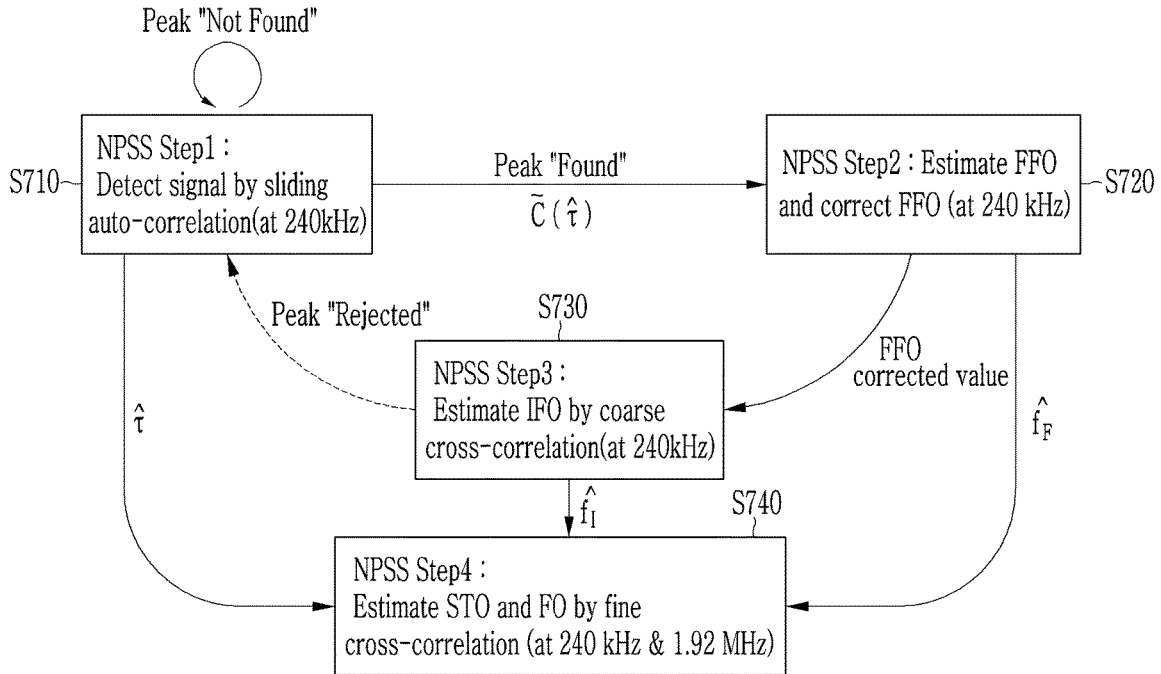 Peak "Not Found"
S710
NPSS Step1 :
Detect signal by sliding
auto-correlation(at 240kHz)
Peak "Found"
C̃ ( τ̂ )
NPSS Step2 : Estimate FFO
and correct FFO (at 240 kHz)
S720
Peak "Rejected"
S730
NPSS Step3 :
Estimate IFO by coarse
cross-correlation(at 240kHz)
FFO
corrected value
τ̂
f̂_F
f̂_I
S740
NPSS Step4 :
Estimate STO and FO by fine
cross-correlation (at 240 kHz & 1.92 MHz)